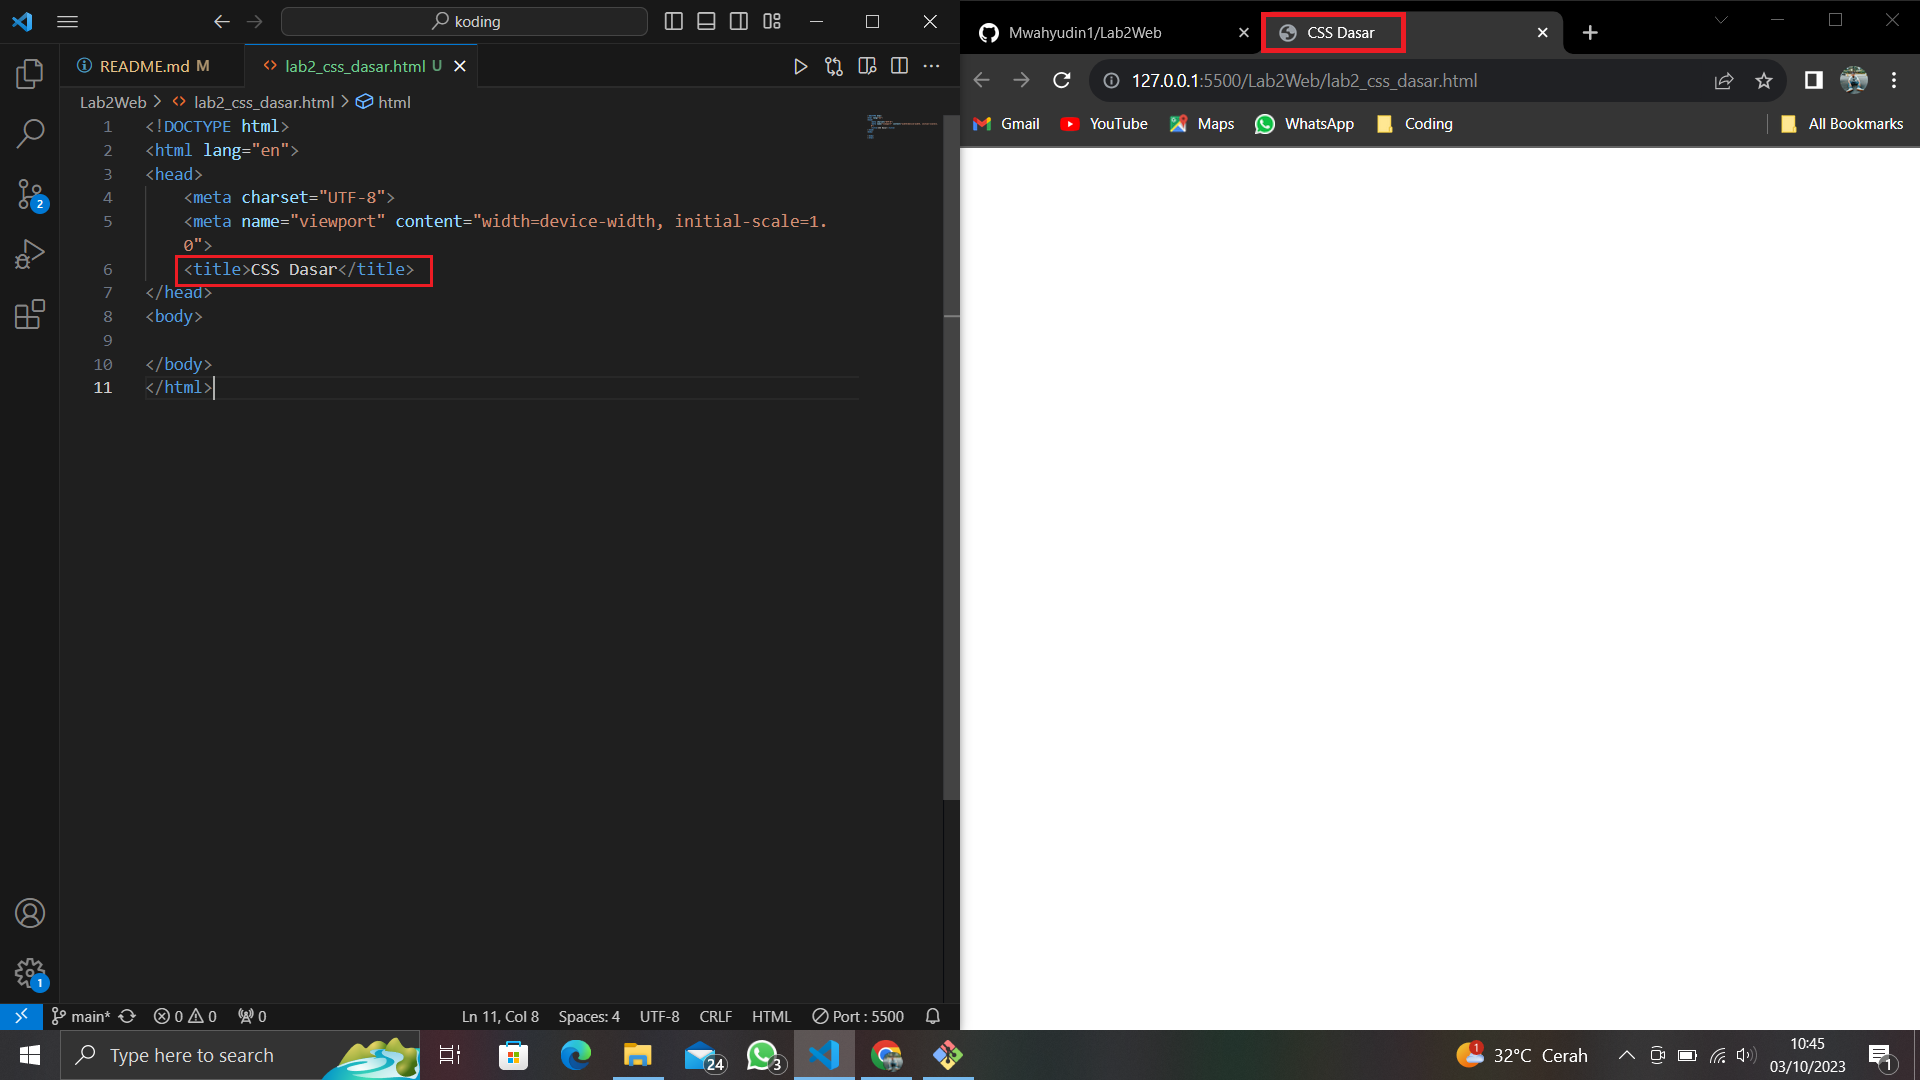 koding
README.md M
lab2_css_dasar.html U
Lab2Web > lab2_css_dasar.html > html
1 <!DOCTYPE html>
2 <html lang="en">
3 <head>
4 <meta charset="UTF-8">
5 <meta name="viewport" content="width=device-width, initial-scale=1.
0">
6 <title>CSS Dasar</title>
7 </head>
8 <body>
9
10 </body>
11 </html>
2
1
main* 0 0 0 Ln 11, Col 8 Spaces: 4 UTF-8 CRLF HTML Port : 5500
Mwahyudin1/Lab2Web
CSS Dasar
127.0.0.1:5500/Lab2Web/lab2_css_dasar.html
Gmail YouTube Maps WhatsApp Coding All Bookmarks
Type here to search
24
3
1
32°C Cerah
10:45
03/10/2023
1